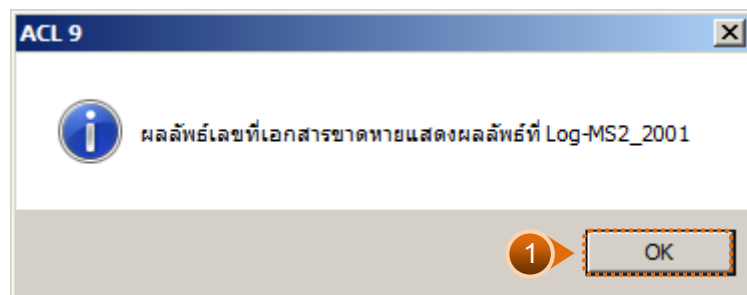 ACL 9
ผลลัพธ์เลขที่เอกสารขาดหายแสดงผลลัพธ์ที่ Log-MS2_2001
1
OK